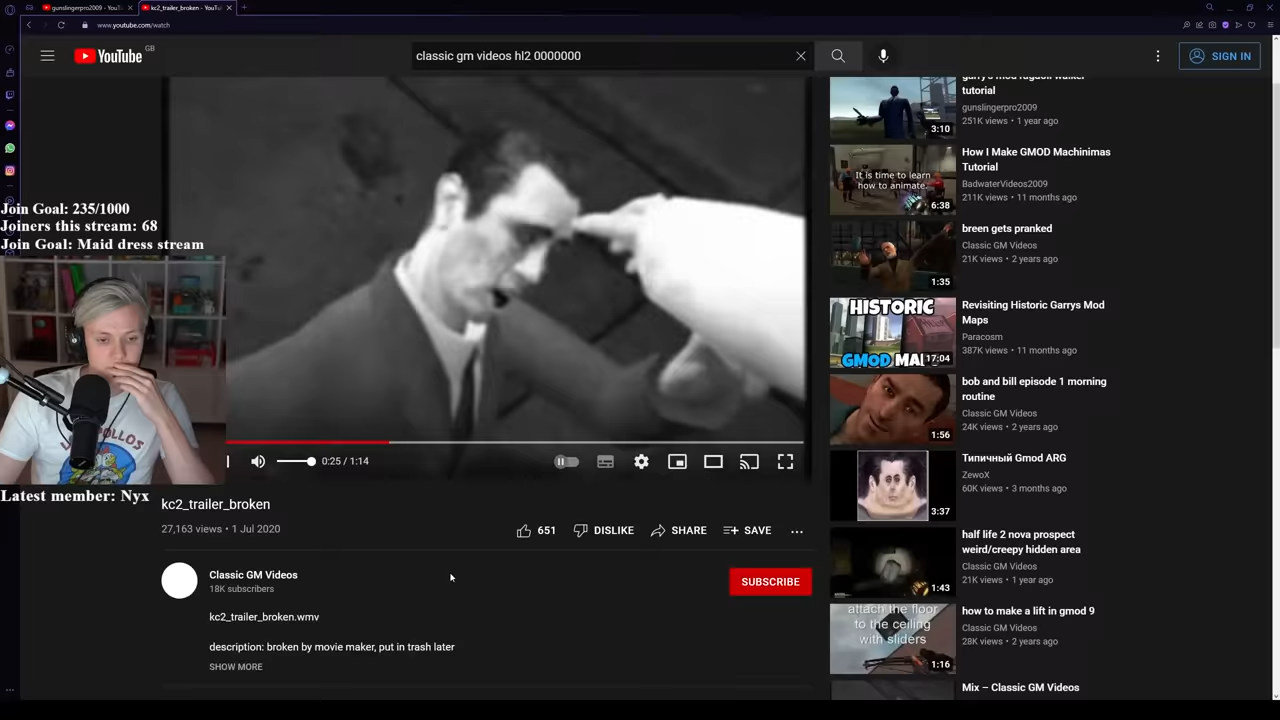 gunslingerpro2009 - YouT
kc2_trailer_broken - YouTu
www.youtube.com/watch
YouTube
GB
classic gm videos hl2 0000000
SIGN IN
Join Goal: 235/1000
Joiners this stream: 68
Join Goal: Maid dress stream
Latest member: Nyx
0:25 / 1:14
kc2_trailer_broken
27,163 views • 1 Jul 2020
651
DISLIKE
SHARE
SAVE
Classic GM Videos
18K subscribers
SUBSCRIBE
kc2_trailer_broken.wmv
description: broken by movie maker, put in trash later
SHOW MORE
garry's mod ragdoll walker
tutorial
gunslingerpro2009
251K views • 1 year ago
3:10
It is time to learn
how to animate.
6:38
How I Make GMOD Machinimas
Tutorial
BadwaterVideos2009
211K views • 11 months ago
breen gets pranked
Classic GM Videos
21K views • 2 years ago
1:35
HISTORIC
GMOD MA
17:04
Revisiting Historic Garrys Mod
Maps
Paracosm
387K views • 11 months ago
bob and bill episode 1 morning
routine
Classic GM Videos
24K views • 2 years ago
1:56
Типичный Gmod ARG
ZewoX
60K views • 3 months ago
3:37
half life 2 nova prospect
weird/creepy hidden area
Classic GM Videos
21K views • 1 year ago
1:43
attach the floor
to the ceiling
with sliders
1:16
how to make a lift in gmod 9
Classic GM Videos
28K views • 2 years ago
Mix – Classic GM Videos